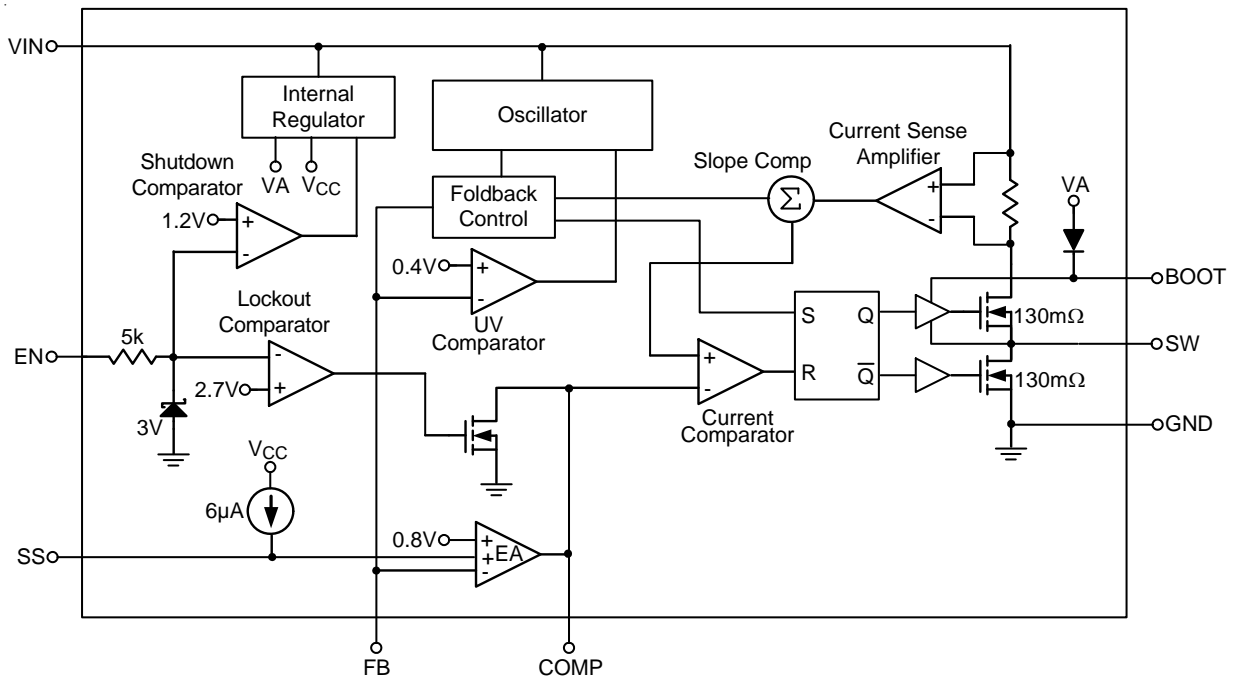 VIN
Internal
Regulator
Oscillator
Current Sense
Amplifier
Slope Comp
Shutdown
Comparator
VA
VCC
Foldback
Control
Σ
+
-
VA
1.2V
+
-
0.4V
+
-
BOOT
Lockout
Comparator
UV
Comparator
S
Q
130mΩ
EN
5k
-
+
2.7V
+
-
R
Q̅
SW
130mΩ
3V
Current
Comparator
GND
VCC
6µA
0.8V
+
+
-
EA
SS
FB
COMP